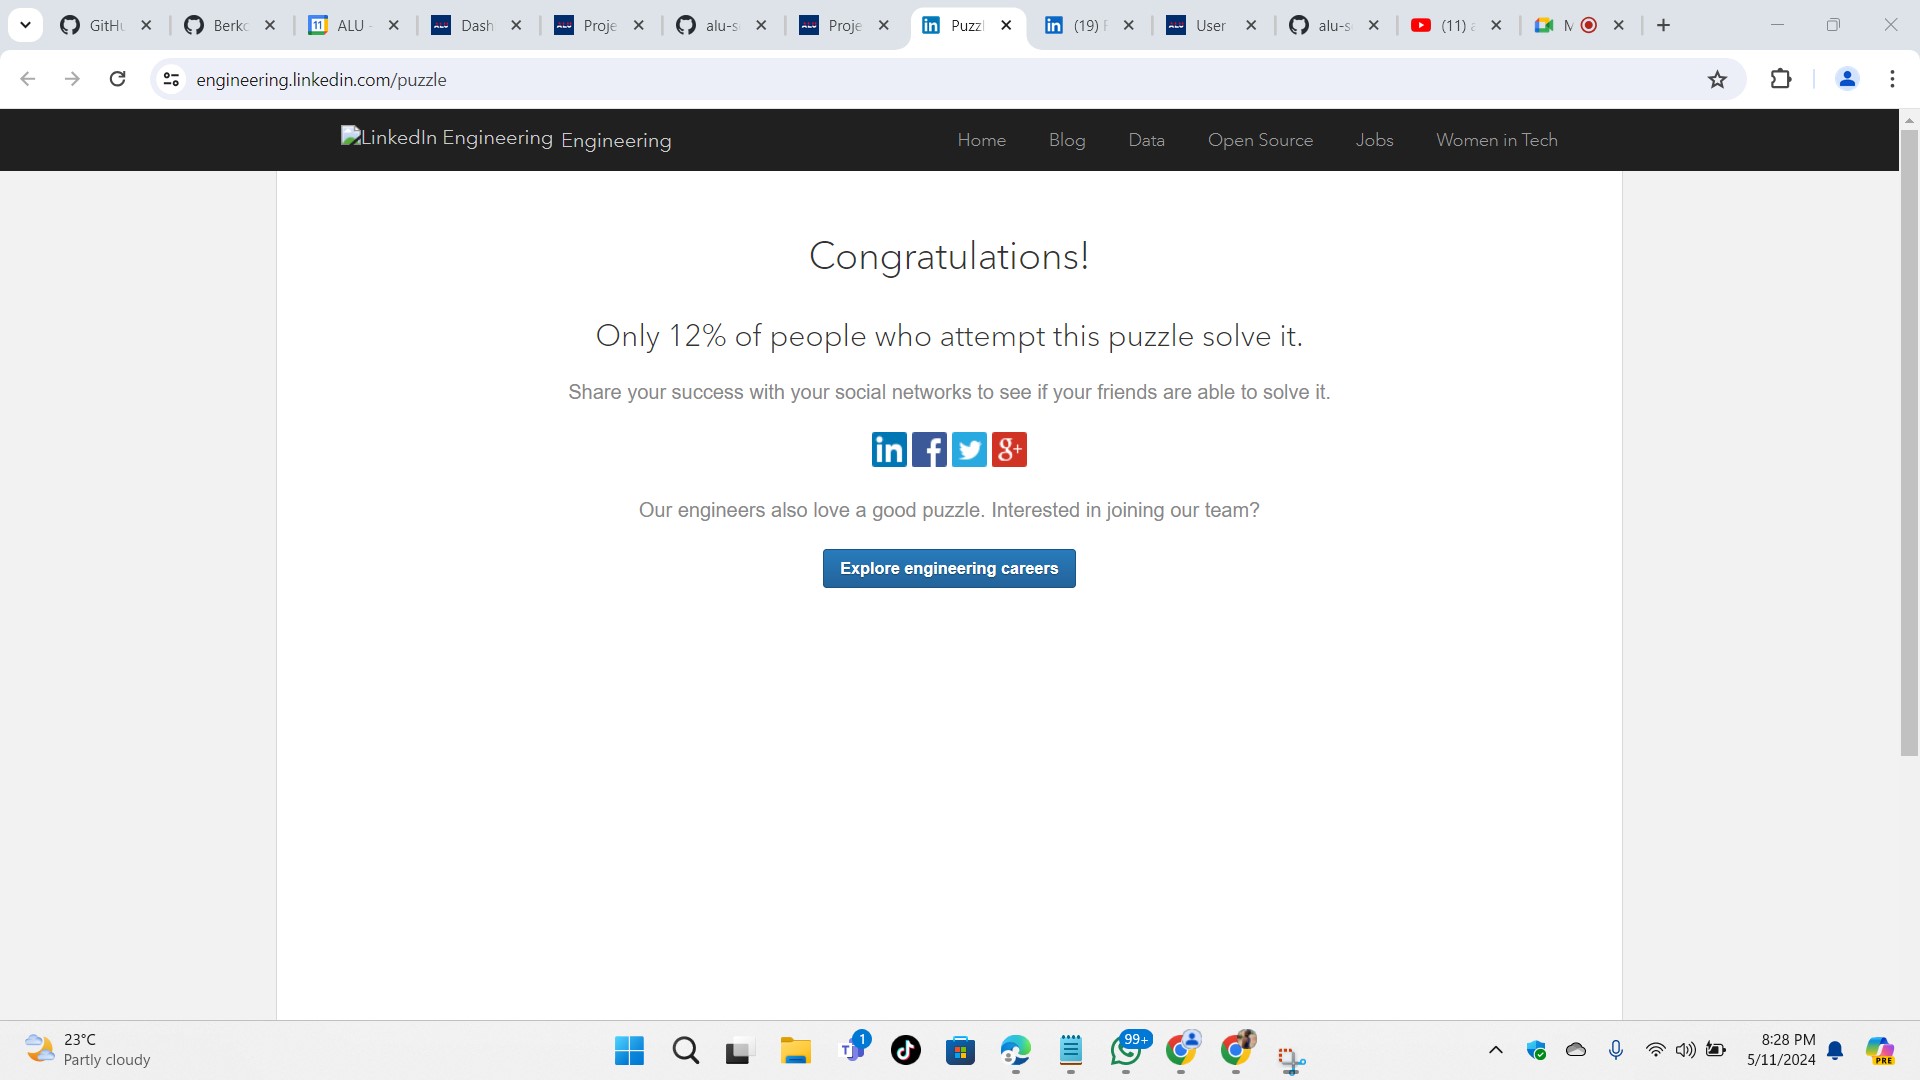 GitHu
Berkc
ALU -
Dash
Proje
alu-s
Proje
Puzzl
(19) F
User
alu-s
(11) a
M
engineering.linkedin.com/puzzle
LinkedIn Engineering Engineering
Home Blog Data Open Source Jobs Women in Tech
Congratulations!
Only 12% of people who attempt this puzzle solve it.
Share your success with your social networks to see if your friends are able to solve it.
in f g+
Our engineers also love a good puzzle. Interested in joining our team?
Explore engineering careers
23°C
Partly cloudy
1
99+
8:28 PM
5/11/2024
PRE